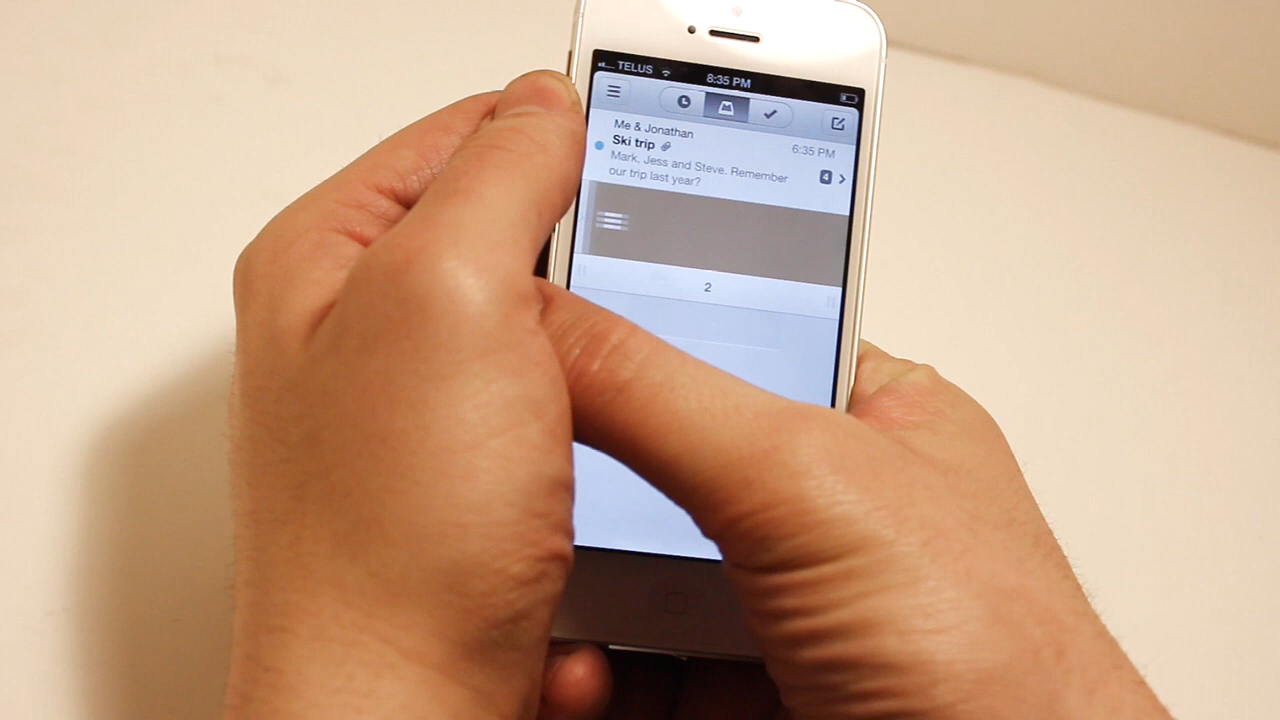 TELUS 8:35 PM
Me & Jonathan
Ski trip 6:35 PM
Mark, Jess and Steve. Remember 4
our trip last year?
2